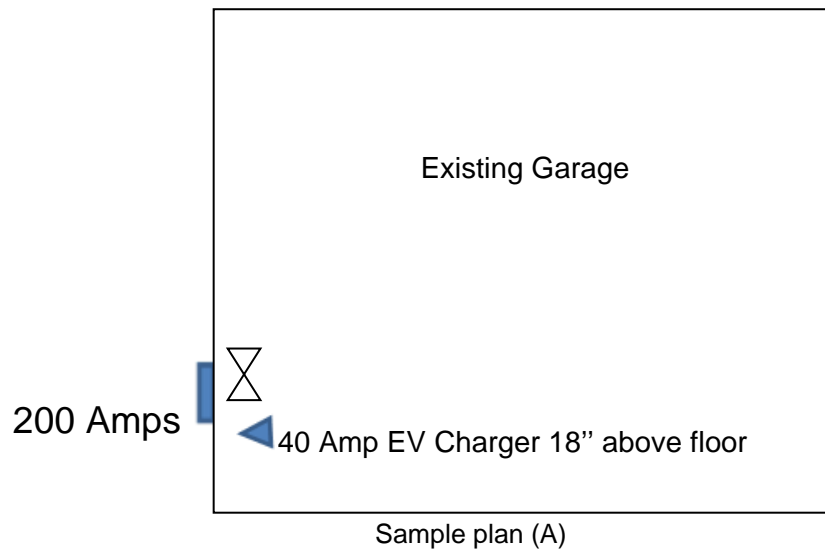 Existing Garage
200 Amps
40 Amp EV Charger 18’’ above floor
Sample plan (A)